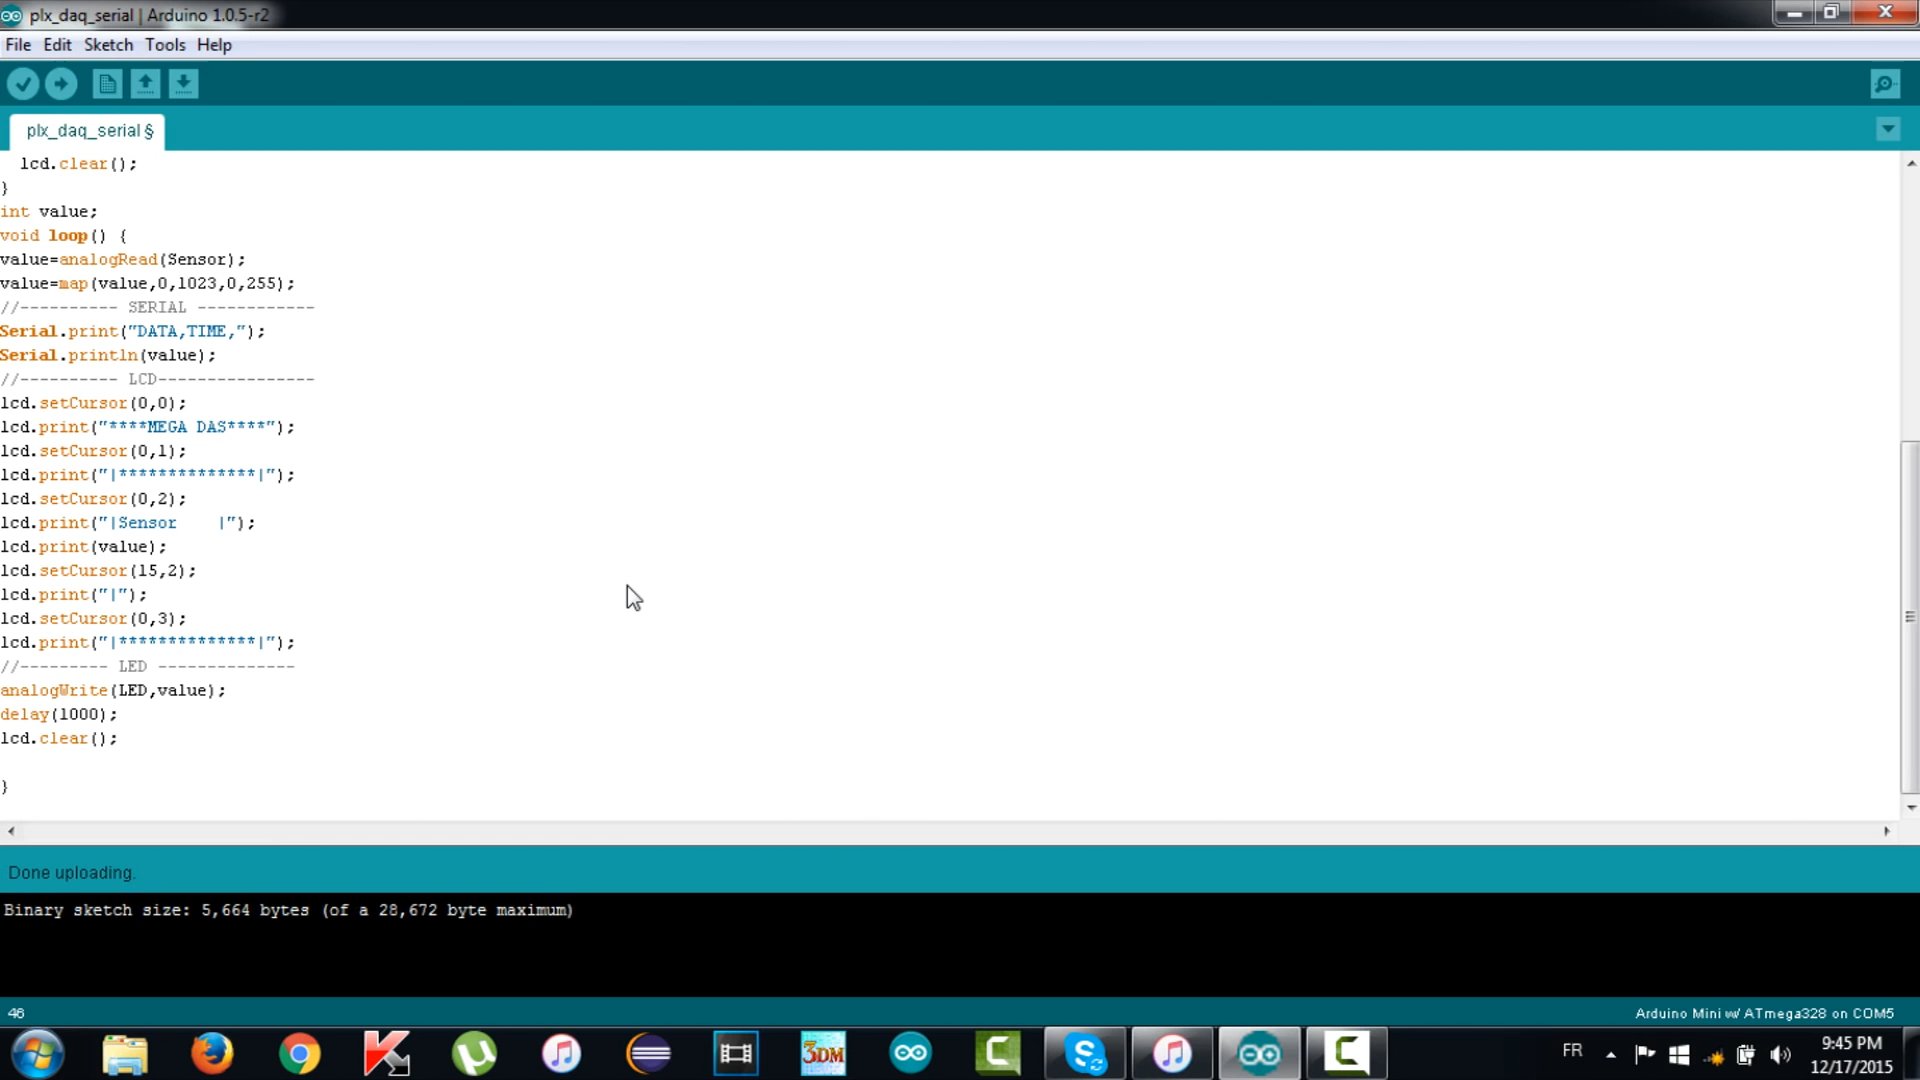 plx_daq_serial | Arduino 1.0.5-r2
File Edit Sketch Tools Help
plx_daq_serial §
lcd.clear();
}
int value;
void loop() {
value=analogRead(Sensor);
value=map(value,0,1023,0,255);
//---------- SERIAL ------------
Serial.print("DATA,TIME,");
Serial.println(value);
//---------- LCD----------------
lcd.setCursor(0,0);
lcd.print("****MEGA DAS****");
lcd.setCursor(0,1);
lcd.print("|**************|");
lcd.setCursor(0,2);
lcd.print("|Sensor    |");
lcd.print(value);
lcd.setCursor(15,2);
lcd.print("|");
lcd.setCursor(0,3);
lcd.print("|**************|");
//--------- LED --------------
analogWrite(LED,value);
delay(1000);
lcd.clear();
}
Done uploading.
Binary sketch size: 5,664 bytes (of a 28,672 byte maximum)
46
Arduino Mini w/ ATmega328 on COM5
3DM
FR
9:45 PM
12/17/2015